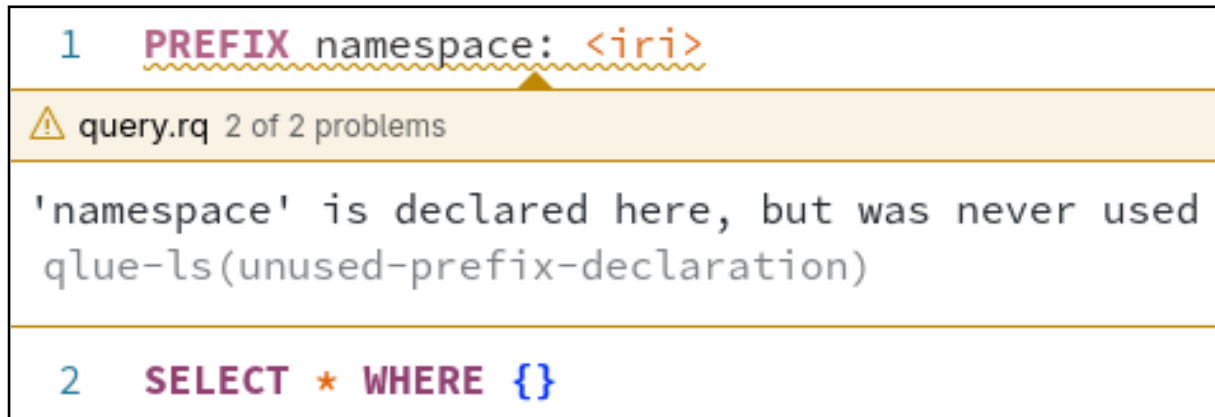 1 PREFIX namespace: <iri>
query.rq 2 of 2 problems
'namespace' is declared here, but was never used
qlue-ls(unused-prefix-declaration)
2 SELECT * WHERE {}